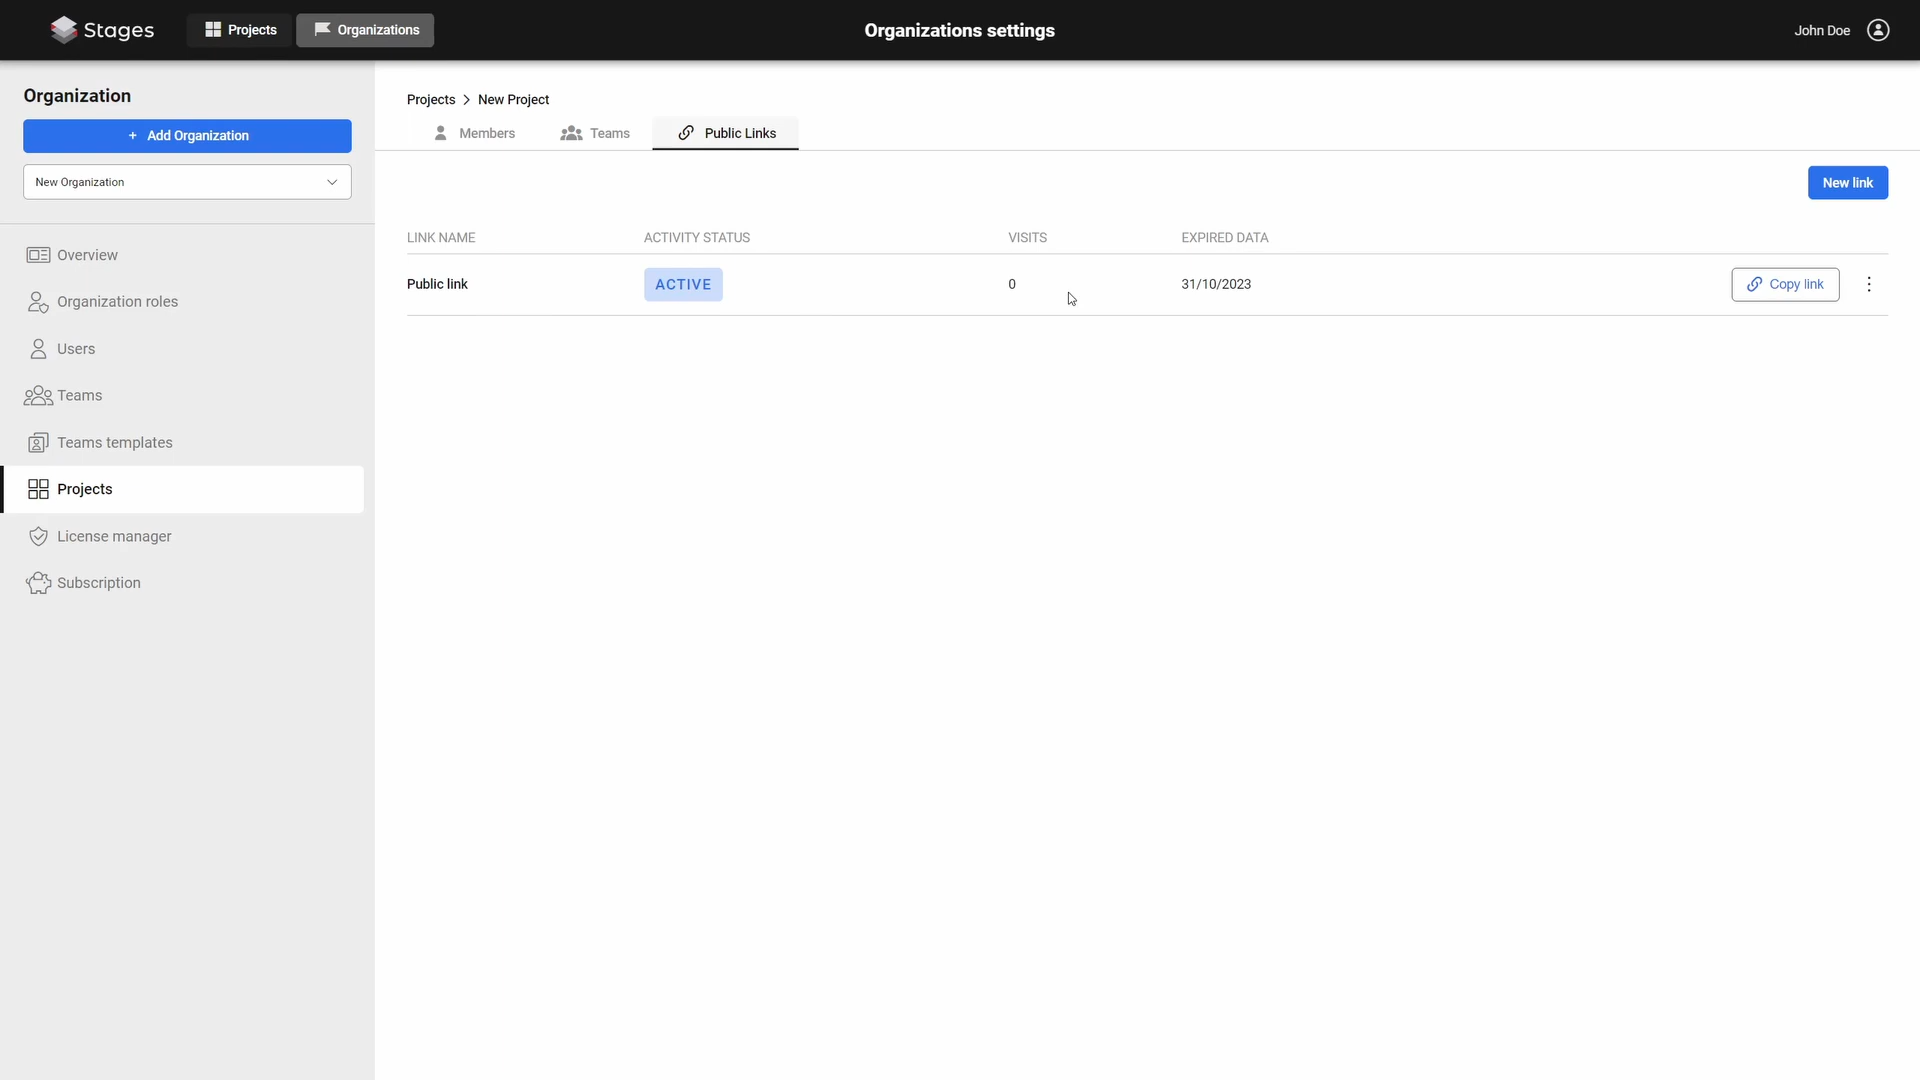 Stages
Projects
Organizations
Organizations settings
John Doe
Organization
+ Add Organization
New Organization
Overview
Organization roles
Users
Teams
Teams templates
Projects
License manager
Subscription
Projects > New Project
Members
Teams
Public Links
New link
LINK NAME ACTIVITY STATUS VISITS EXPIRED DATA
Public link ACTIVE 0 31/10/2023 Copy link